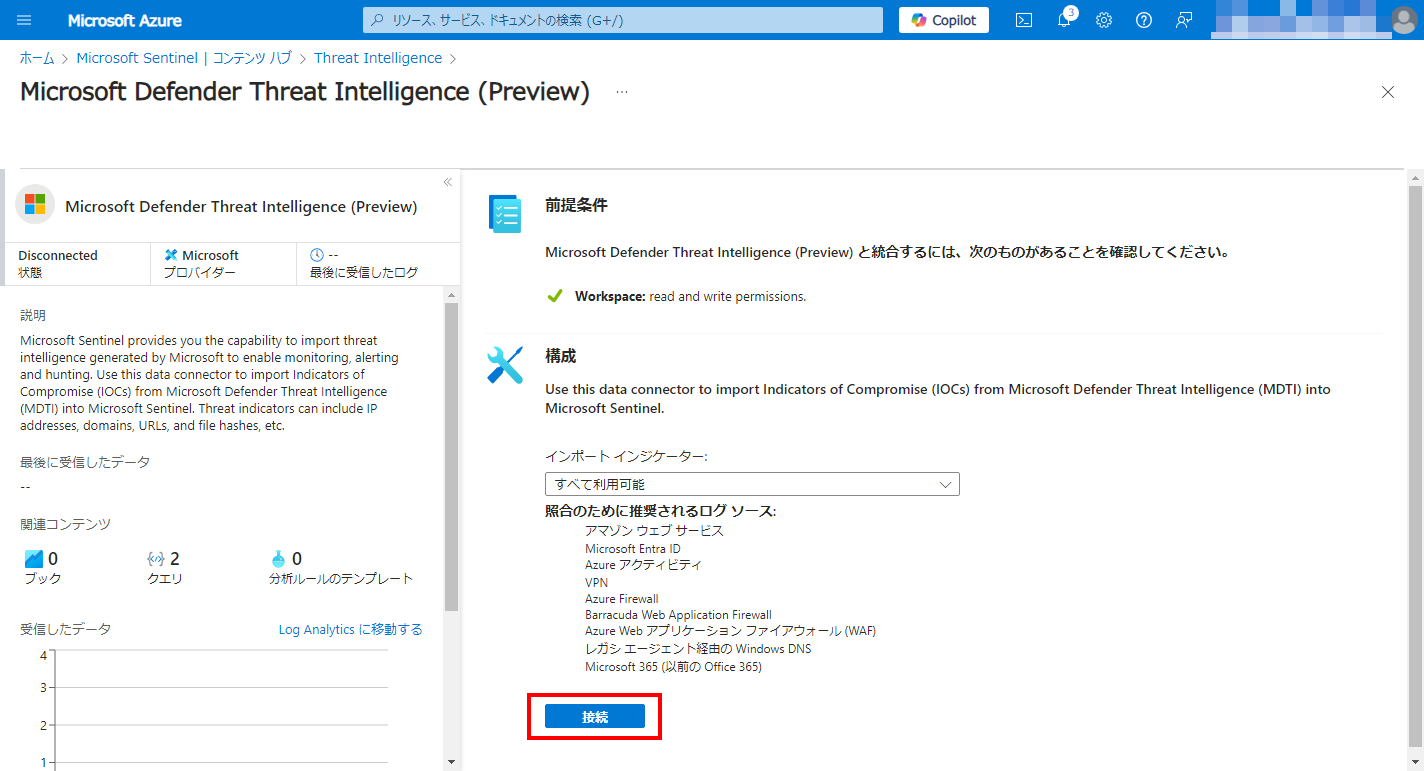 Microsoft Azure
リソース、サービス、ドキュメントの検索 (G+/)
Copilot
3
ホーム > Microsoft Sentinel | コンテンツ ハブ > Threat Intelligence >
Microsoft Defender Threat Intelligence (Preview) ...
Microsoft Defender Threat Intelligence (Preview)
Disconnected
状態
Microsoft
プロバイダー
--
最後に受信したログ
説明
Microsoft Sentinel provides you the capability to import threat
intelligence generated by Microsoft to enable monitoring, alerting
and hunting. Use this data connector to import Indicators of
Compromise (IOCs) from Microsoft Defender Threat Intelligence
(MDTI) into Microsoft Sentinel. Threat indicators can include IP
addresses, domains, URLs, and file hashes, etc.
最後に受信したデータ
--
関連コンテンツ
0
ブック
2
クエリ
0
分析ルールのテンプレート
受信したデータ
Log Analytics に移動する
4
3
2
1
前提条件
Microsoft Defender Threat Intelligence (Preview) と統合するには、次のものがあることを確認してください。
Workspace: read and write permissions.
構成
Use this data connector to import Indicators of Compromise (IOCs) from Microsoft Defender Threat Intelligence (MDTI) into
Microsoft Sentinel.
インポート インジケーター:
すべて利用可能
照合のために推奨されるログ ソース:
アマゾン ウェブ サービス
Microsoft Entra ID
Azure アクティビティ
VPN
Azure Firewall
Barracuda Web Application Firewall
Azure Web アプリケーション ファイアウォール (WAF)
レガシ エージェント経由の Windows DNS
Microsoft 365 (以前の Office 365)
接続